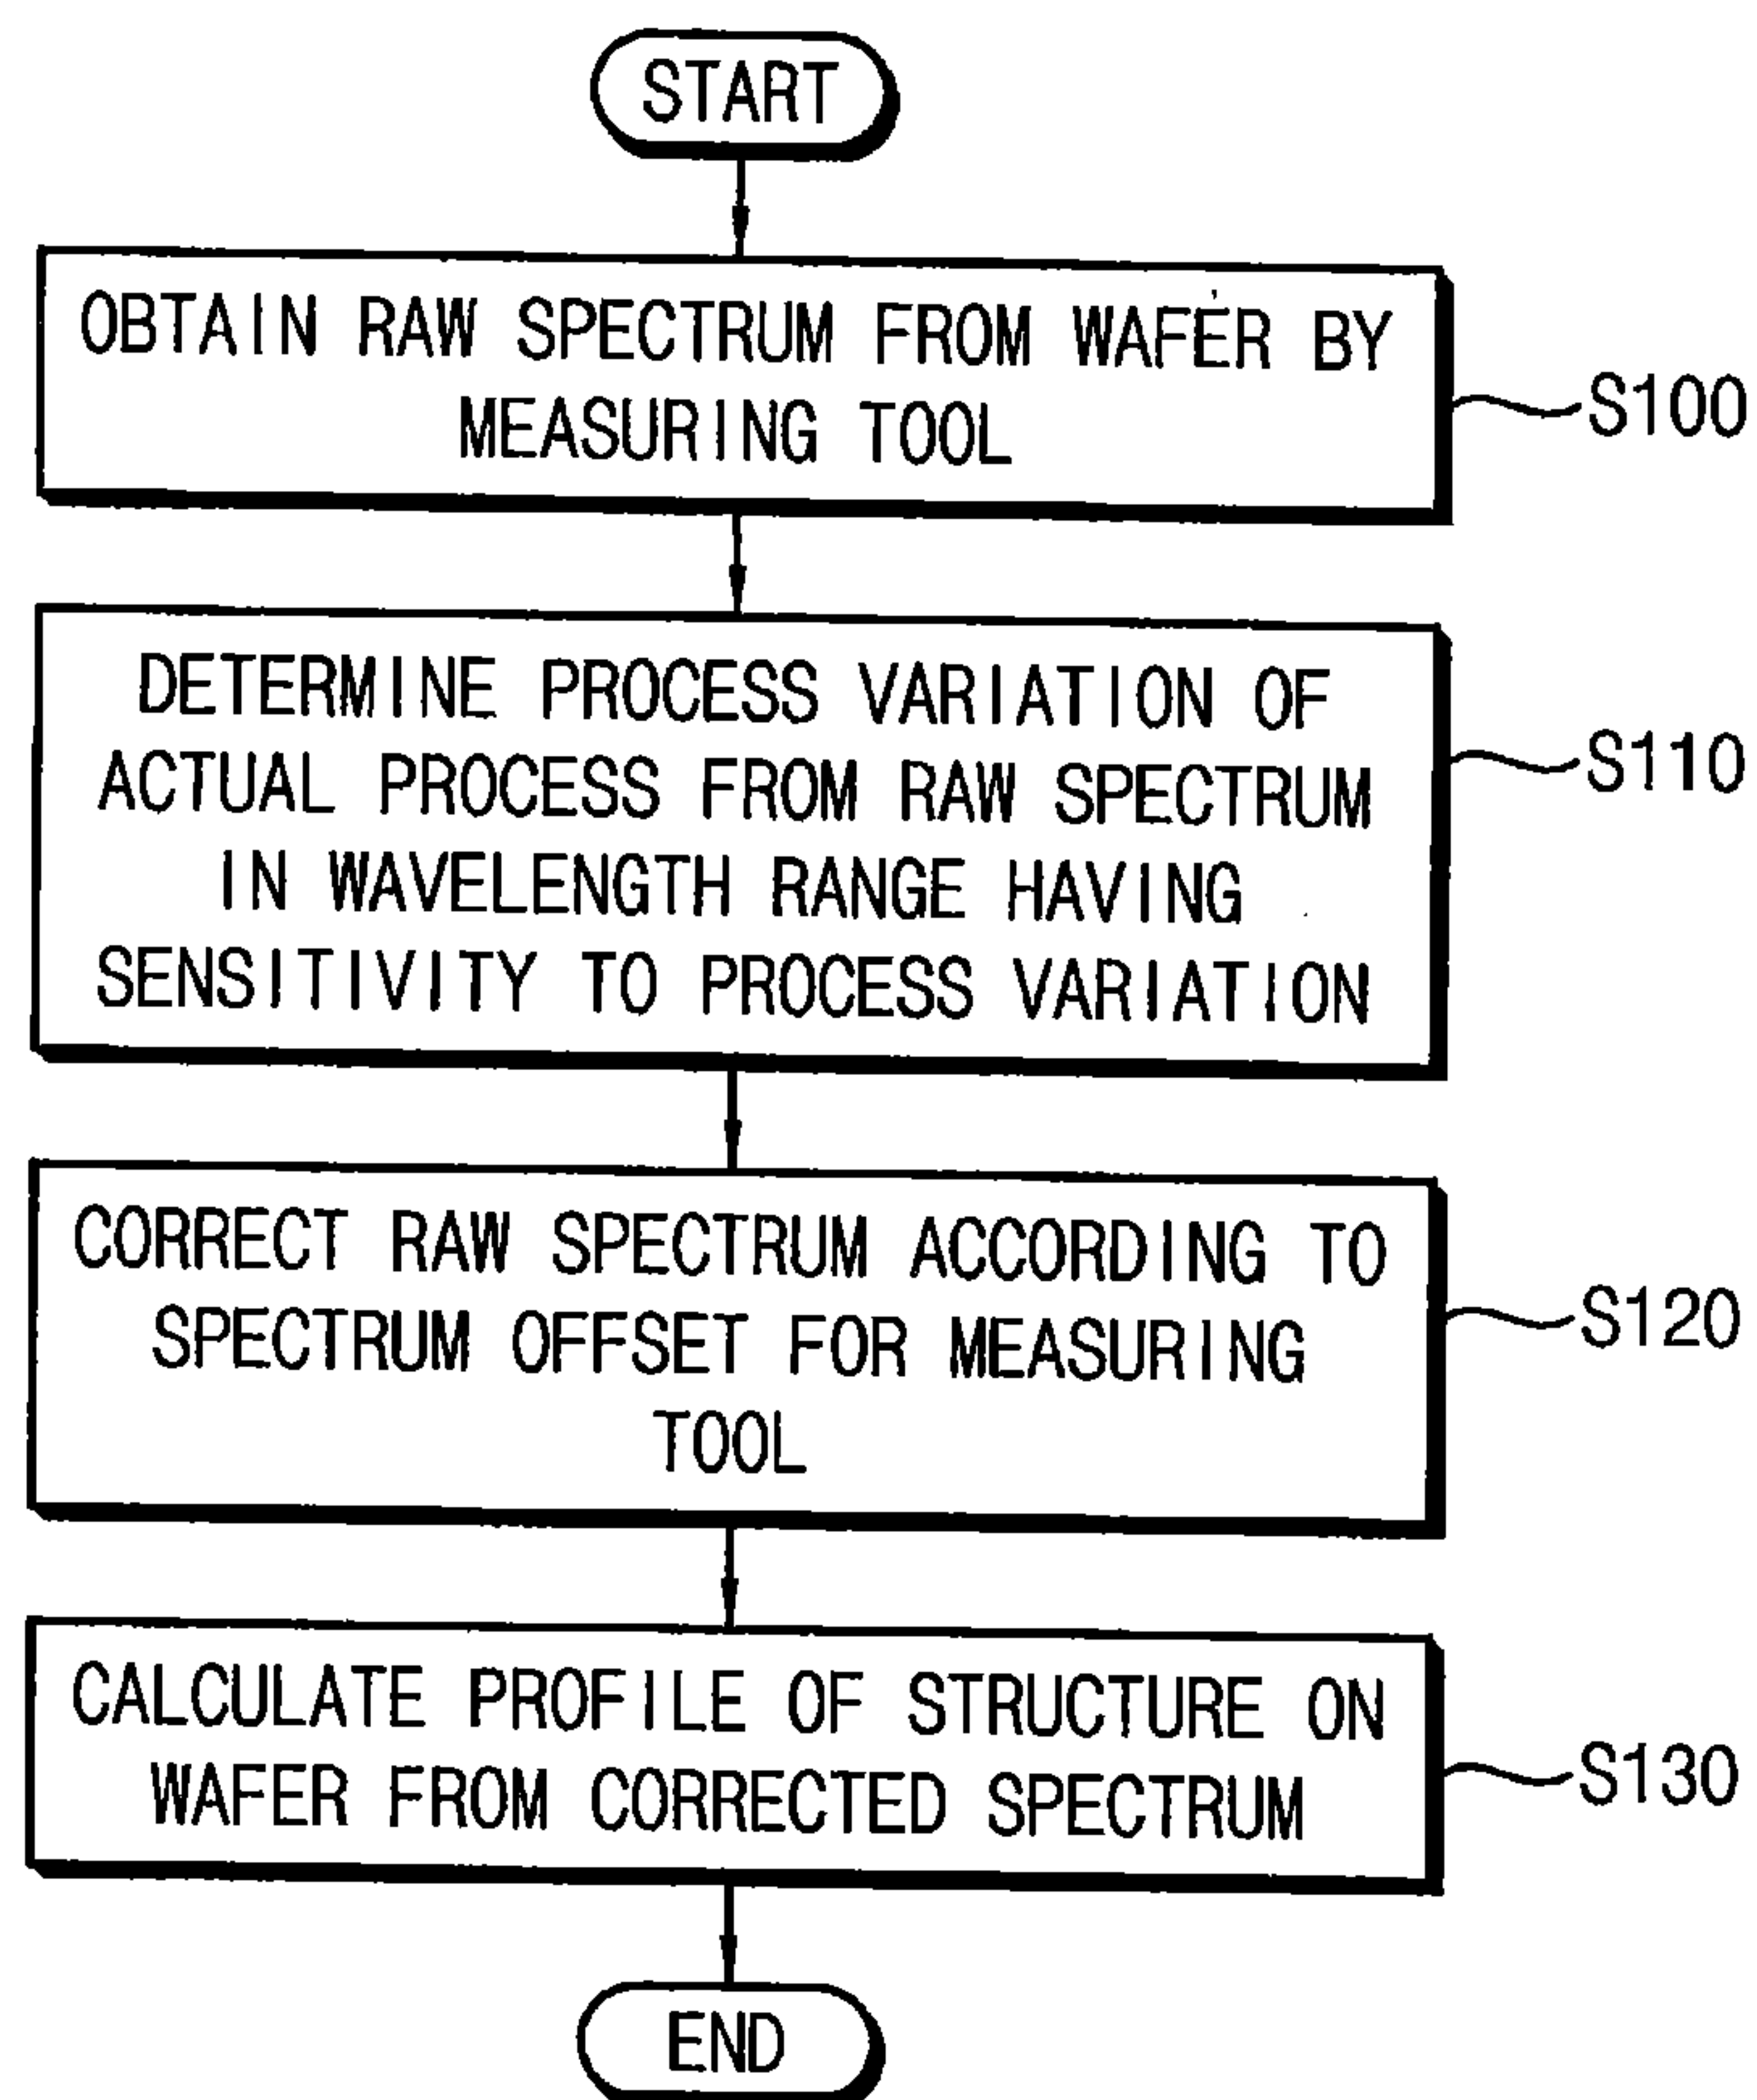 START
OBTAIN RAW SPECTRUM FROM WAFER BY
MEASURING TOOL
S100
DETERMINE PROCESS VARIATION OF
ACTUAL PROCESS FROM RAW SPECTRUM
IN WAVELENGTH RANGE HAVING
SENSITIVITY TO PROCESS VARIATION
S110
CORRECT RAW SPECTRUM ACCORDING TO
SPECTRUM OFFSET FOR MEASURING
TOOL
S120
CALCULATE PROFILE OF STRUCTURE ON
WAFER FROM CORRECTED SPECTRUM
S130
END